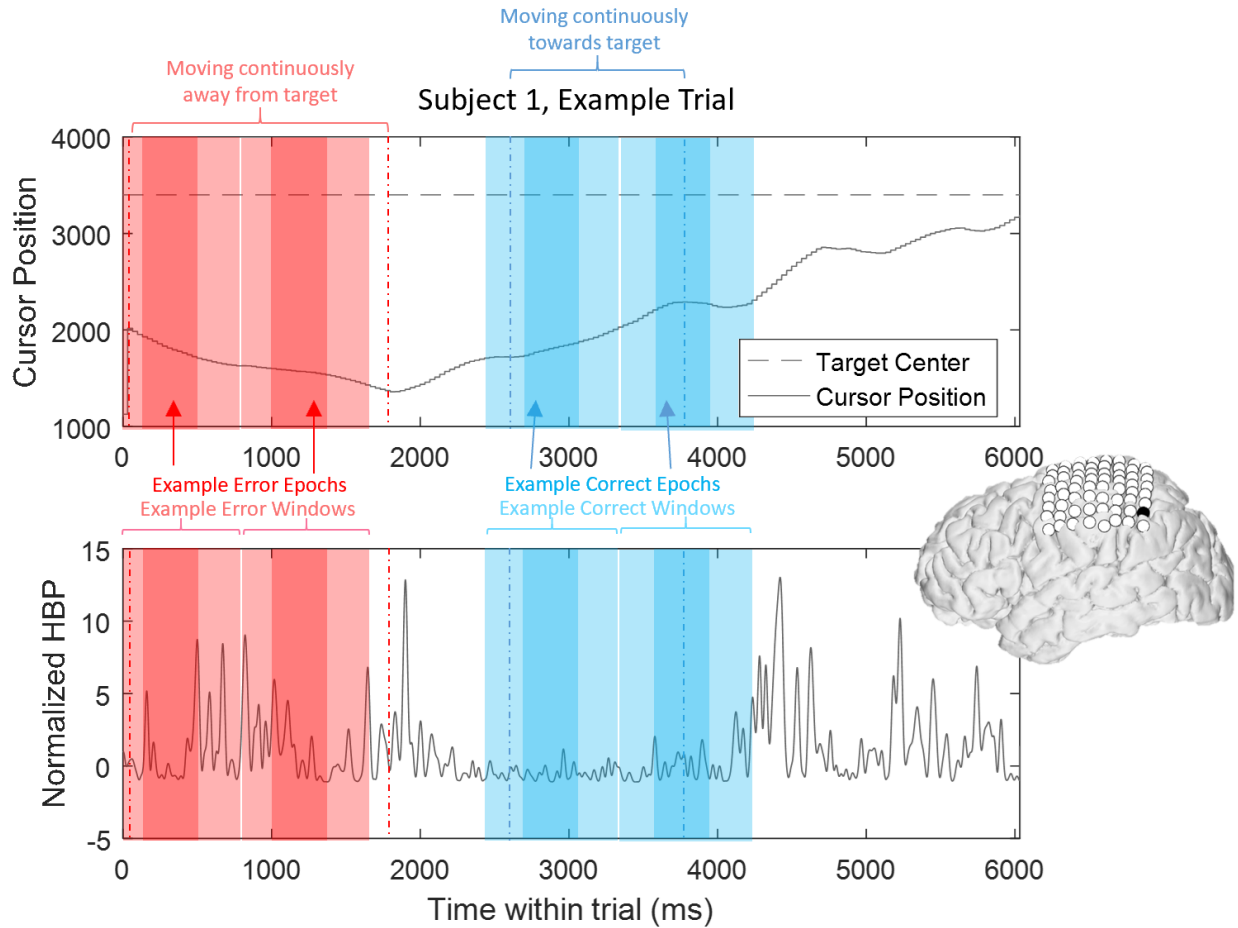 Moving continuously
towards target
Moving continuously
away from target
Subject 1, Example Trial
4000
3000
2000
1000
Cursor Position
Target Center
Cursor Position
0
1000
2000
3000
4000
5000
6000
Example Error Epochs
Example Correct Epochs
Example Error Windows
Example Correct Windows
15
10
5
0
-5
Normalized HBP
0
1000
2000
3000
4000
5000
6000
Time within trial (ms)